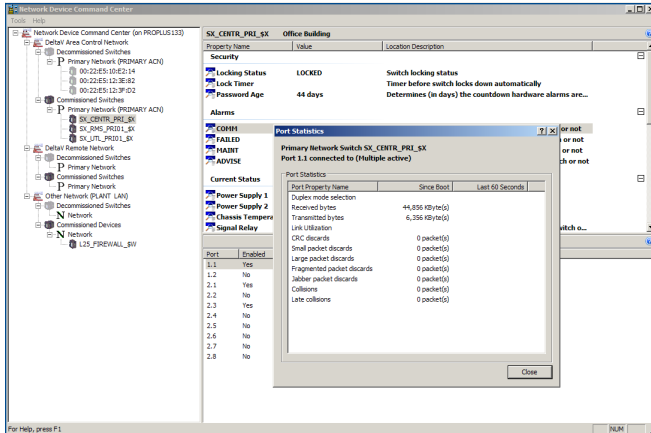 Network Device Command Center
Tools Help
Network Device Command Center (on PROPLUS133)
DeltaV Area Control Network
Decommissioned Switches
P Primary Network (PRIMARY ACN)
00:22:E5:10:E2:14
00:22:E5:12:3E:82
00:22:E5:12:3F:D2
Commissioned Switches
P Primary Network (PRIMARY ACN)
SX_CENTR_PRI_$X
SX_RMS_PRI01_$X
SX_UTL_PRI01_$X
DeltaV Remote Network
Decommissioned Switches
P Primary Network
Commissioned Switches
P Primary Network
Other Network (PLANT LAN)
Decommissioned Switches
N Network
Commissioned Devices
N Network
L25_FIREWALL_$W
SX_CENTR_PRI_$X Office Building
Property Name Value Location Description
Security
Locking Status LOCKED Switch locking status
Lock Timer Timer before switch locks down automatically
Password Age 44 days Determines (in days) the countdown hardware alarms are...
Alarms
COMM or not
FAILED or not
MAINT or not
ADVISE ch or not
Current Status
Power Supply 1
Power Supply 2
Chassis Tempera
Signal Relay witch o...
Port Enabled
1.1 Yes
1.2 No
2.1 Yes
2.2 No
2.3 Yes
2.4 No
2.5 No
2.6 No
2.7 No
2.8 No
Port Statistics
Primary Network Switch SX_CENTR_PRI_$X
Port 1.1 connected to (Multiple active)
Port Statistics
Port Property Name Since Boot Last 60 Seconds
Duplex mode selection
Received bytes 44,856 KByte(s)
Transmitted bytes 6,356 KByte(s)
Link Utilization
CRC discards 0 packet(s)
Small packet discards 0 packet(s)
Large packet discards 0 packet(s)
Fragmented packet discards 0 packet(s)
Jabber packet discards 0 packet(s)
Collisions 0 packet(s)
Late collisions 0 packet(s)
Close
For Help, press F1
NUM